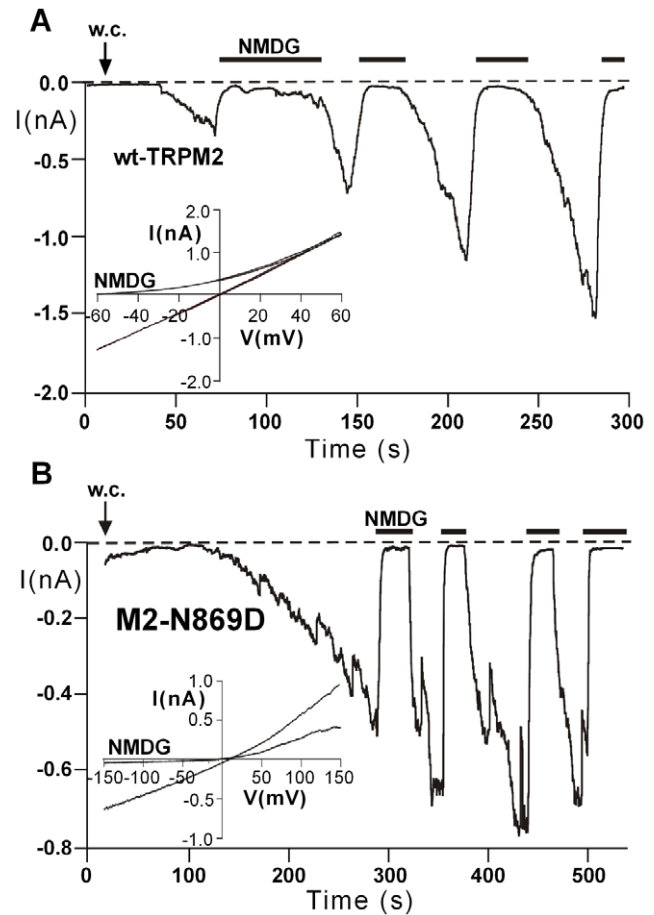 A
w.c.
NMDG
0.0
I(nA)
-0.5
-1.0
-1.5
-2.0
wt-TRPM2
2.0
I(nA)
1.0
NMDG
-60 -20 20 40 60
V(mV)
-1.0
-2.0
0 50 100 150 200 250 300
Time (s)
B
w.c.
NMDG
0.0
I(nA)
-0.2
-0.4
-0.6
-0.8
M2-N869D
1.0
I(nA)
0.5
NMDG
-150 -100 -50 50 100 150
V(mV)
-0.5
-1.0
0 100 200 300 400 500
Time (s)